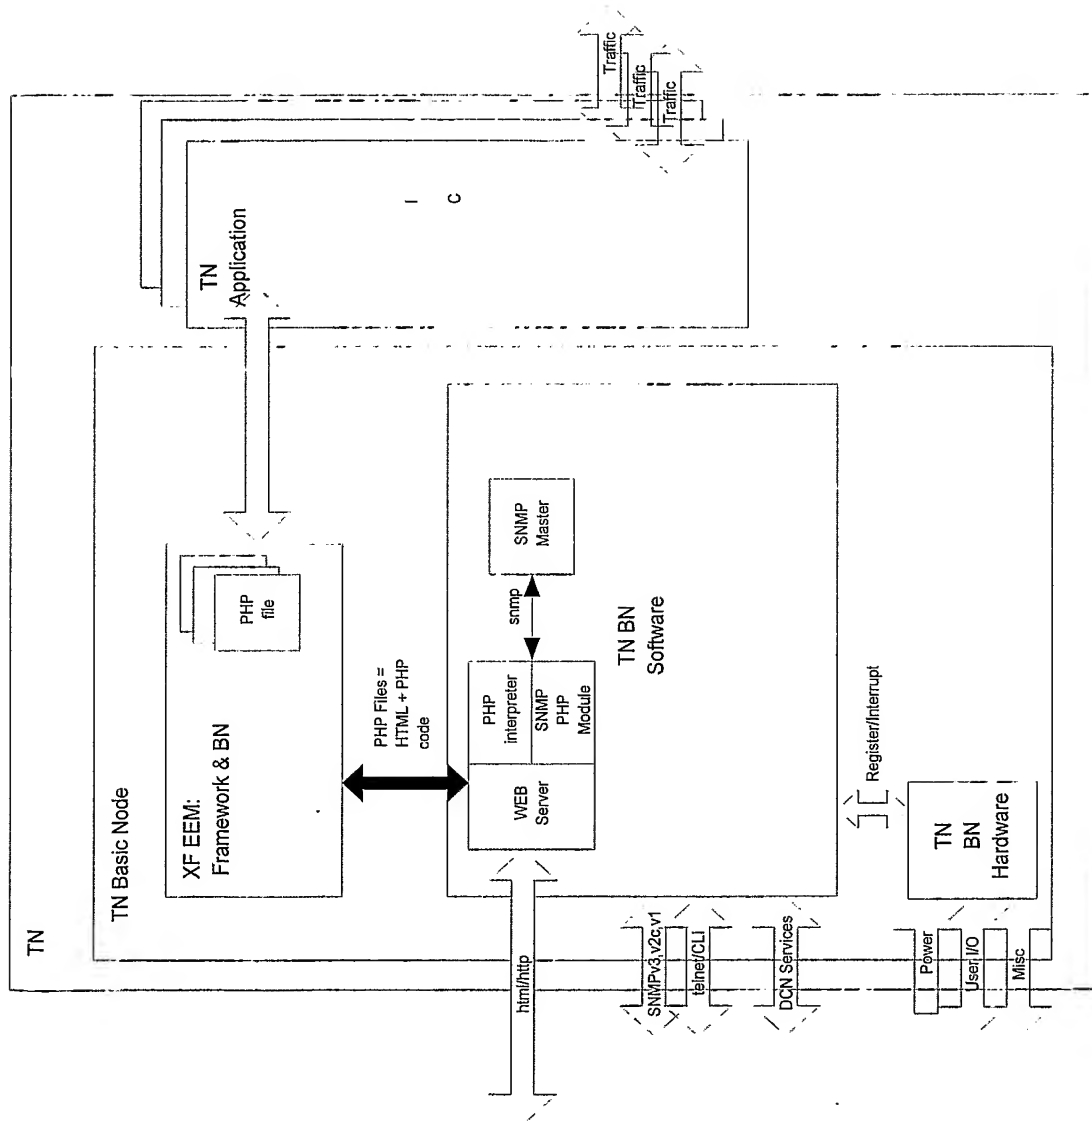 TN
TN Basic Node
XF EEM:
Framework & BN
PHP
file
TN
Application
I
C
Traffic
Traffic
Traffic
PHP Files =
HTML + PHP
code
WEB
Server
PHP
interpreter
SNMP
PHP
Module
snmp
SNMP
Master
TN BN
Software
html/http
SNMPv3,v2c,v1
telnet/CLI
DCN Services
Register/Interrupt
TN
BN
Hardware
Power
User I/O
Misc